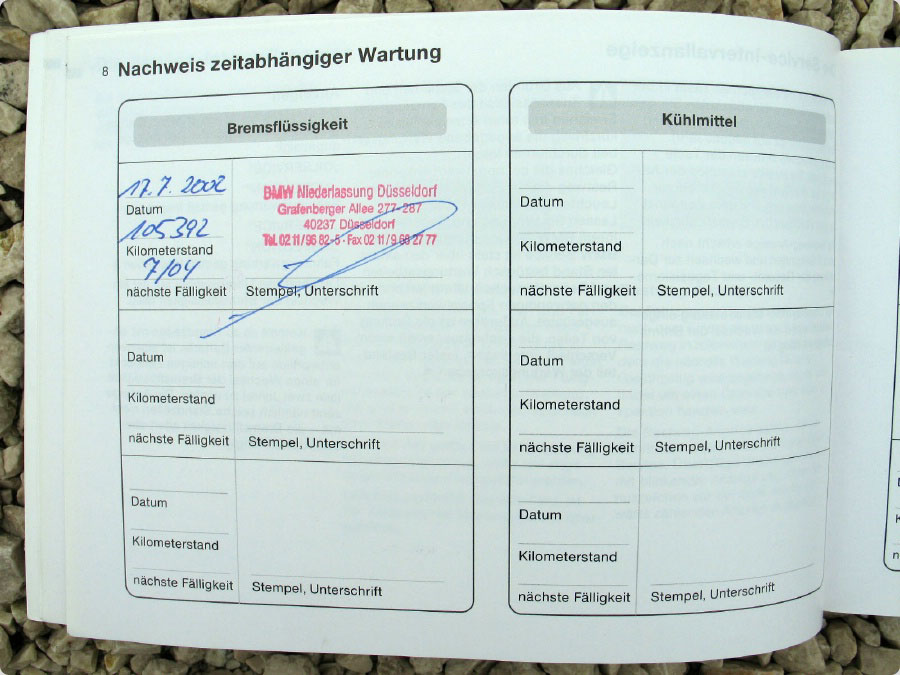 8 Nachweis zeitabhängiger Wartung
Bremsflüssigkeit
17.7.2002
Datum
105392
Kilometerstand
7/04
nächste Fälligkeit
BMW Niederlassung Düsseldorf
Grafenberger Allee 277-287
40237 Düsseldorf
Tel. 02 11/96 82-5 · Fax 02 11/9 68 27 77
Stempel, Unterschrift
Datum
Kilometerstand
nächste Fälligkeit
Stempel, Unterschrift
Datum
Kilometerstand
nächste Fälligkeit
Stempel, Unterschrift
Kühlmittel
Datum
Kilometerstand
nächste Fälligkeit
Stempel, Unterschrift
Datum
Kilometerstand
nächste Fälligkeit
Stempel, Unterschrift
Datum
Kilometerstand
nächste Fälligkeit
Stempel, Unterschrift